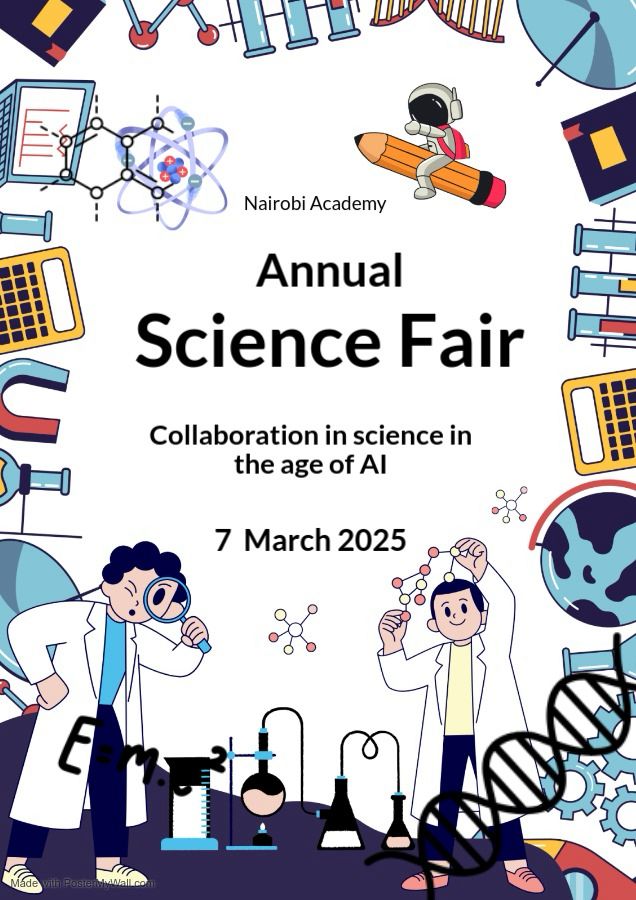 Nairobi Academy
Annual
Science Fair
Collaboration in science in
the age of AI
7 March 2025
E=m.c²
Made with PosterMyWall.com